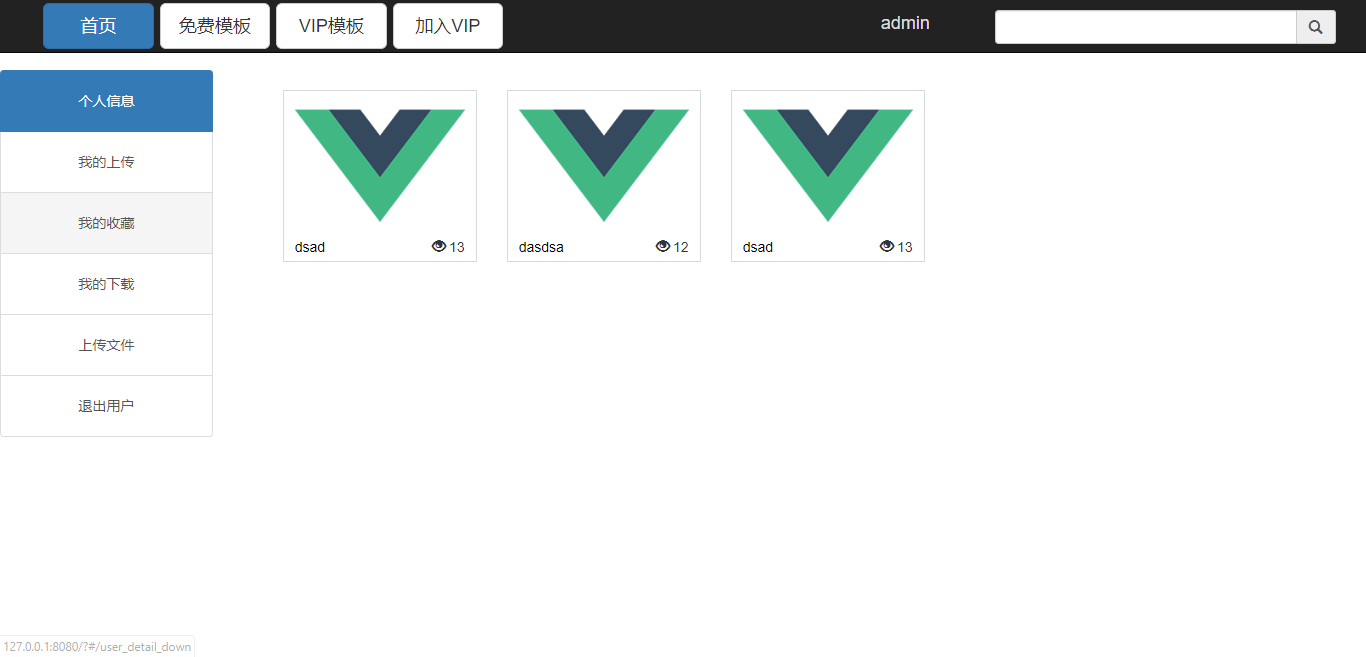 首页 免费模板 VIP模板 加入VIP admin
个人信息
我的上传
我的收藏
我的下载
上传文件
退出用户
dsad 13 dasdsa 12 dsad 13
127.0.0.1:8080/?#/user_detail_down